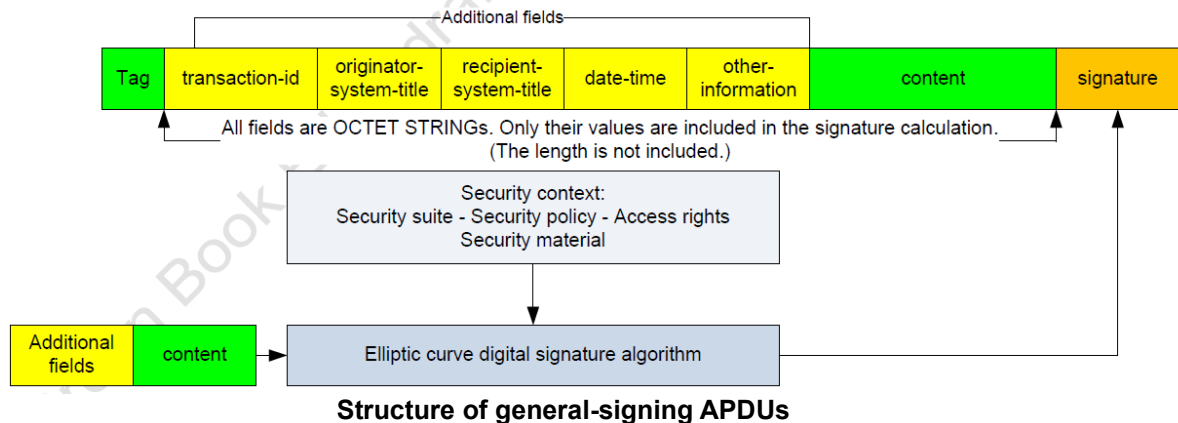 Additional fields
Tag
transaction-id
originator-
system-title
recipient-
system-title
date-time
other-
information
content
signature
All fields are OCTET STRINGs. Only their values are included in the signature calculation.
(The length is not included.)
Security context:
Security suite - Security policy - Access rights
Security material
Additional
fields
content
Elliptic curve digital signature algorithm
Structure of general-signing APDUs
Book